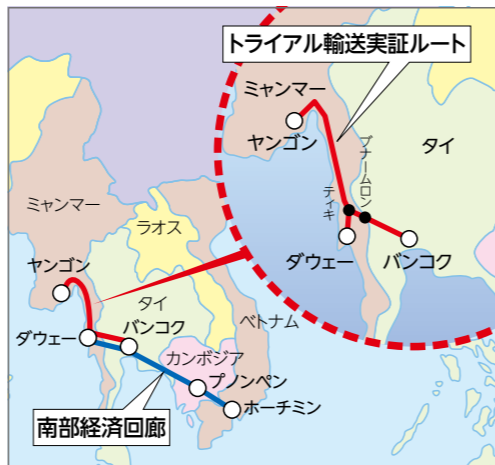 トライアル輸送実証ルート
ミャンマー
ヤンゴン
タイ
プナームロン
ティキ
ダウェー
バンコク
ミャンマー
ラオス
ヤンゴン
タイ
ベトナム
ダウェー
バンコク
カンボジア
プノンペン
ホーチミン
南部経済回廊